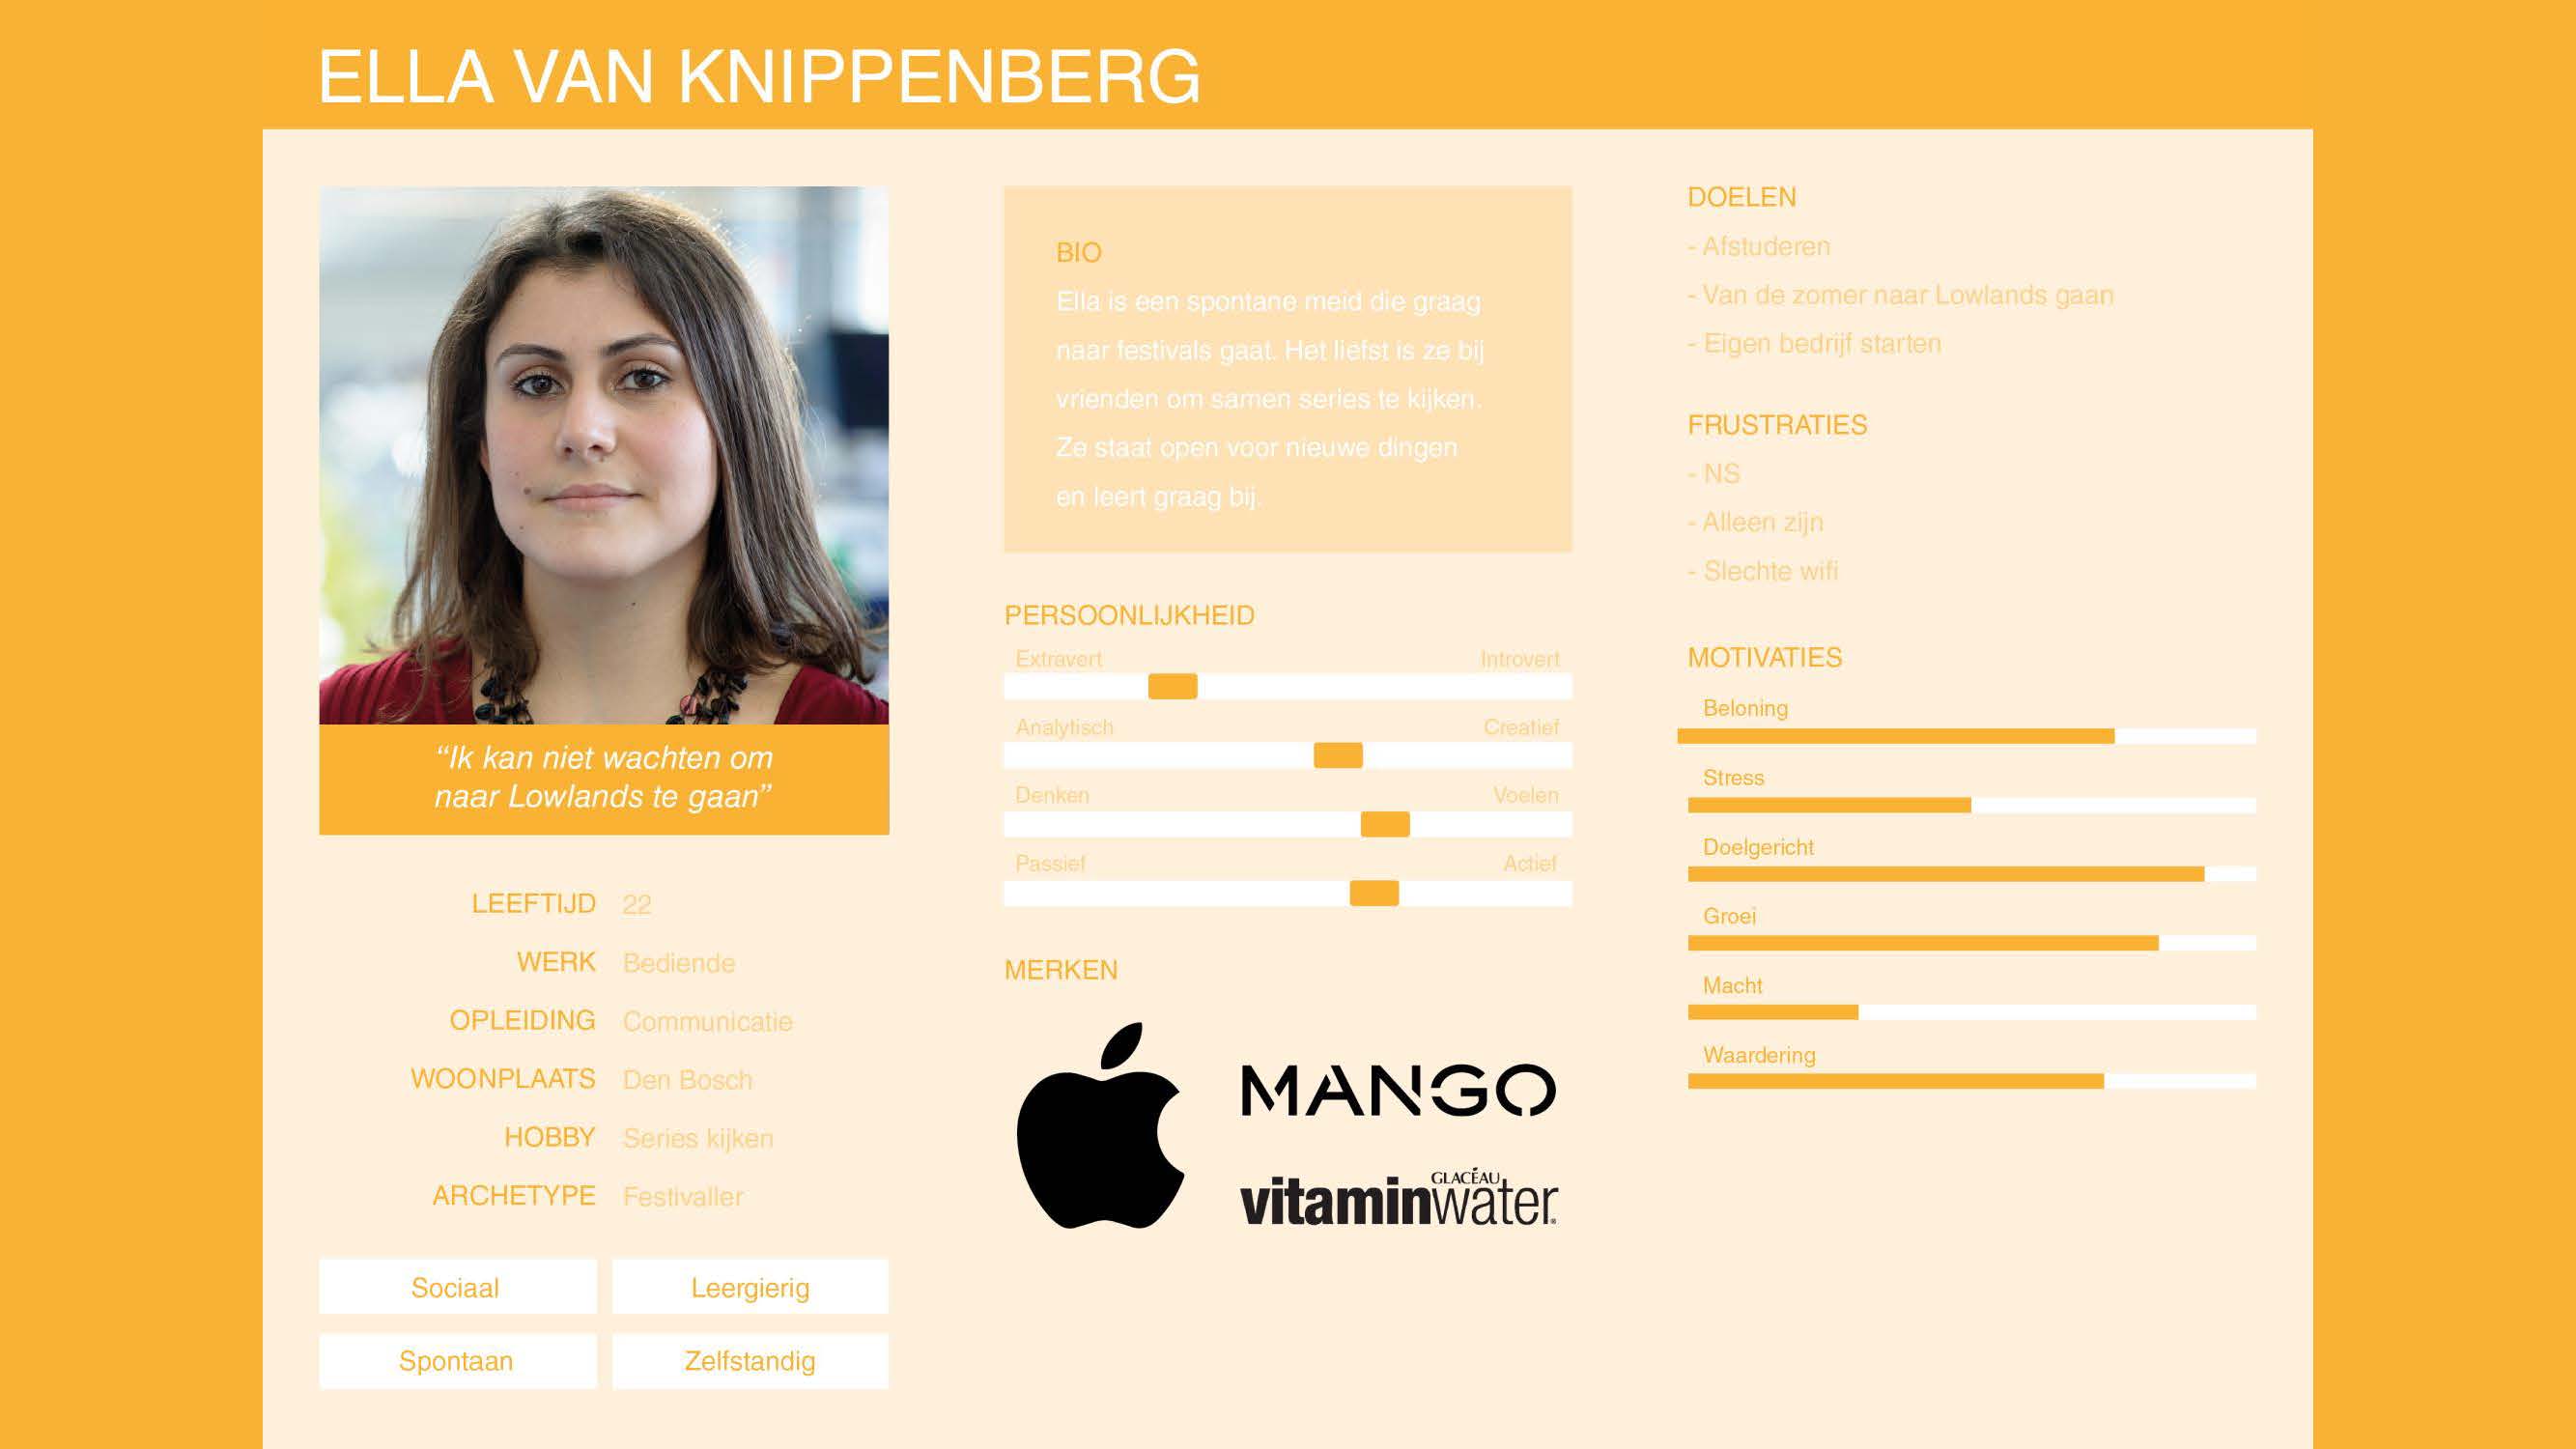 ELLA VAN KNIPPENBERG
“Ik kan niet wachten om
naar Lowlands te gaan”
LEEFTIJD 22
WERK Bediende
OPLEIDING Communicatie
WOONPLAATS Den Bosch
HOBBY Series kijken
ARCHETYPE Festivaller
Sociaal Leergierig
Spontaan Zelfstandig
BIO
Ella is een spontane meid die graag
naar festivals gaat. Het liefst is ze bij
vrienden om samen series te kijken.
Ze staat open voor nieuwe dingen
en leert graag bij.
PERSOONLIJKHEID
Extravert Introvert
Analytisch Creatief
Denken Voelen
Passief Actief
MERKEN
MANGO
GLACÉAU
vitaminwater
DOELEN
- Afstuderen
- Van de zomer naar Lowlands gaan
- Eigen bedrijf starten
FRUSTRATIES
- NS
- Alleen zijn
- Slechte wifi
MOTIVATIES
Beloning
Stress
Doelgericht
Groei
Macht
Waardering